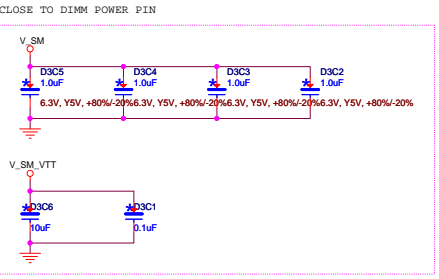 CLOSE TO DIMM POWER PIN
V_SM
D3C5 D3C4 D3C3 D3C2
1.0uF 1.0uF 1.0uF 1.0uF
6.3V, Y5V, +80%/-20% 6.3V, Y5V, +80%/-20% 6.3V, Y5V, +80%/-20% 6.3V, Y5V, +80%/-20%
V_SM_VTT
D3C6 D3C1
10uF 0.1uF